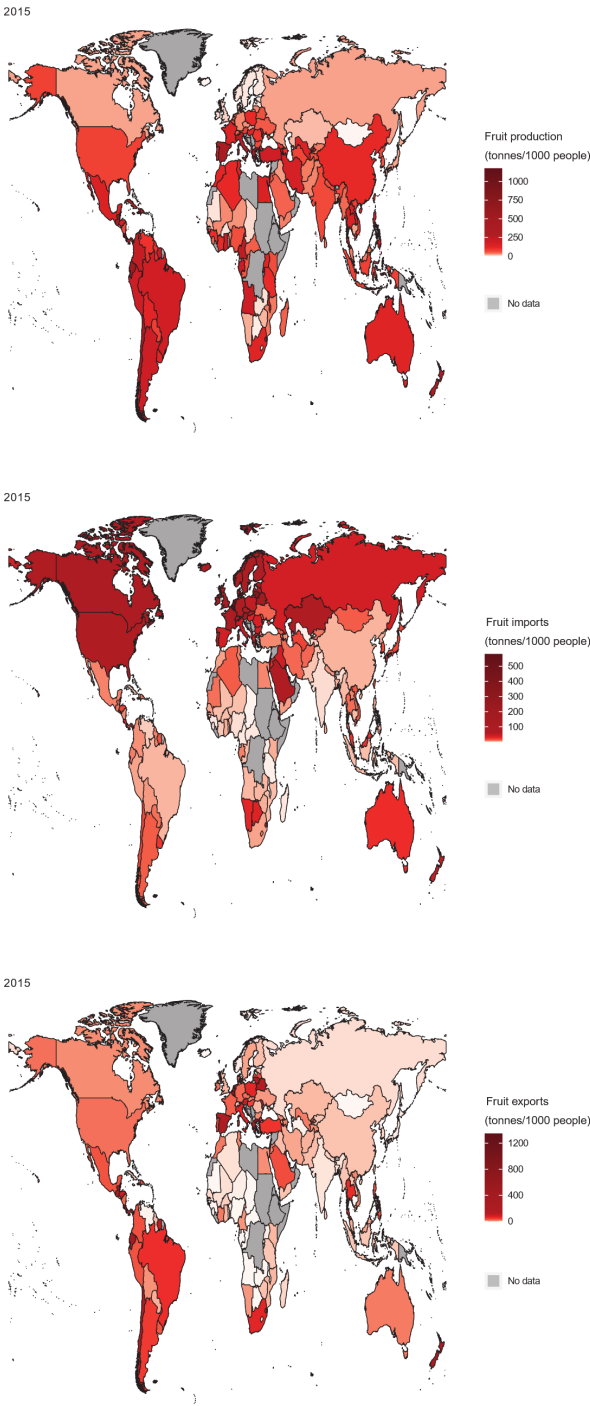 2015
Fruit production
(tonnes/1000 people)
1000
750
500
250
0
No data
2015
Fruit imports
(tonnes/1000 people)
500
400
300
200
100
No data
2015
Fruit exports
(tonnes/1000 people)
1200
800
400
0
No data